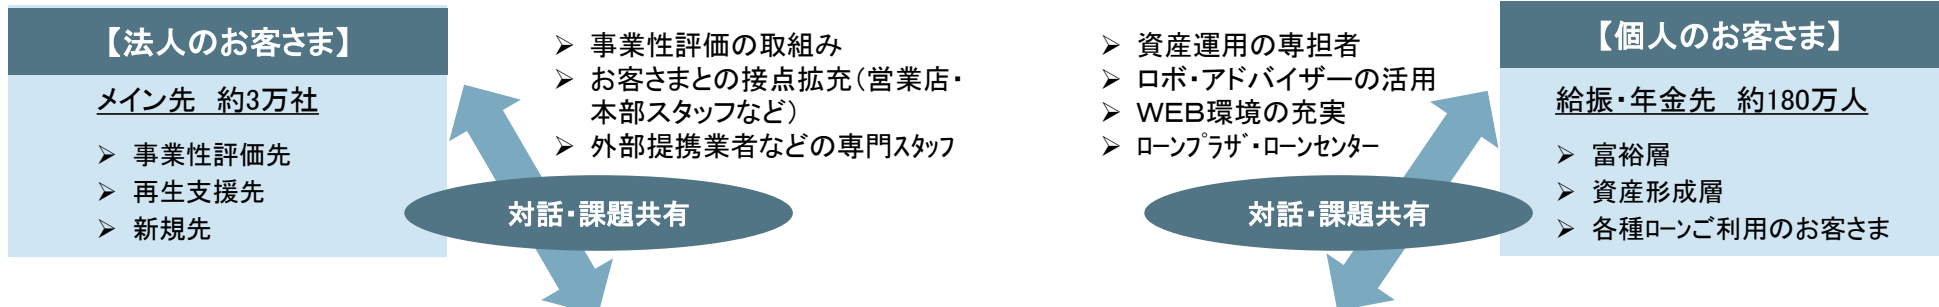 【法人のお客さま】
メイン先　約3万社
➢ 事業性評価先
➢ 再生支援先
➢ 新規先
➢ 事業性評価の取組み
➢ お客さまとの接点拡充(営業店・
本部スタッフなど)
➢ 外部提携業者などの専門ｽﾀｯﾌ
対話・課題共有
➢ 資産運用の専担者
➢ ロボ・アドバイザーの活用
➢ ＷＥＢ環境の充実
➢ ﾛｰﾝﾌﾟﾗｻﾞ・ﾛｰﾝｾﾝﾀｰ
対話・課題共有
【個人のお客さま】
給振・年金先　約180万人
➢ 富裕層
➢ 資産形成層
➢ 各種ﾛｰﾝご利用のお客さま